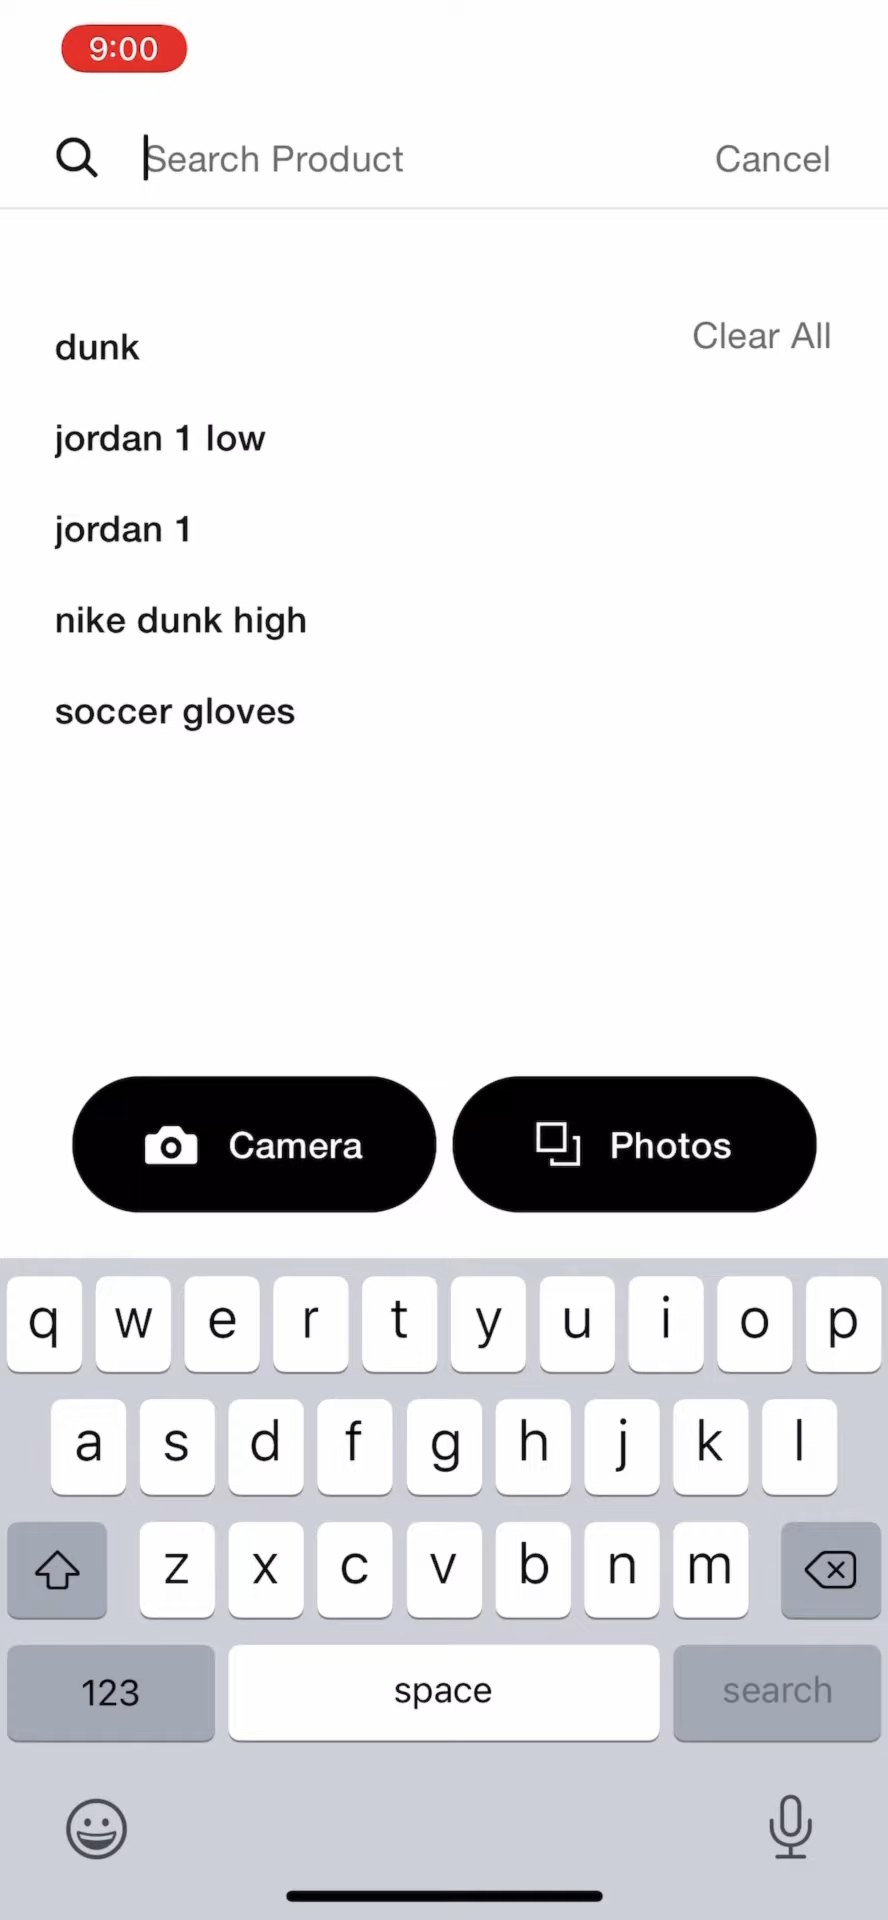 9:00
Search Product Cancel
dunk Clear All
jordan 1 low
jordan 1
nike dunk high
soccer gloves
Camera Photos
q w e r t y u i o p
a s d f g h j k l
z x c v b n m
123 space search